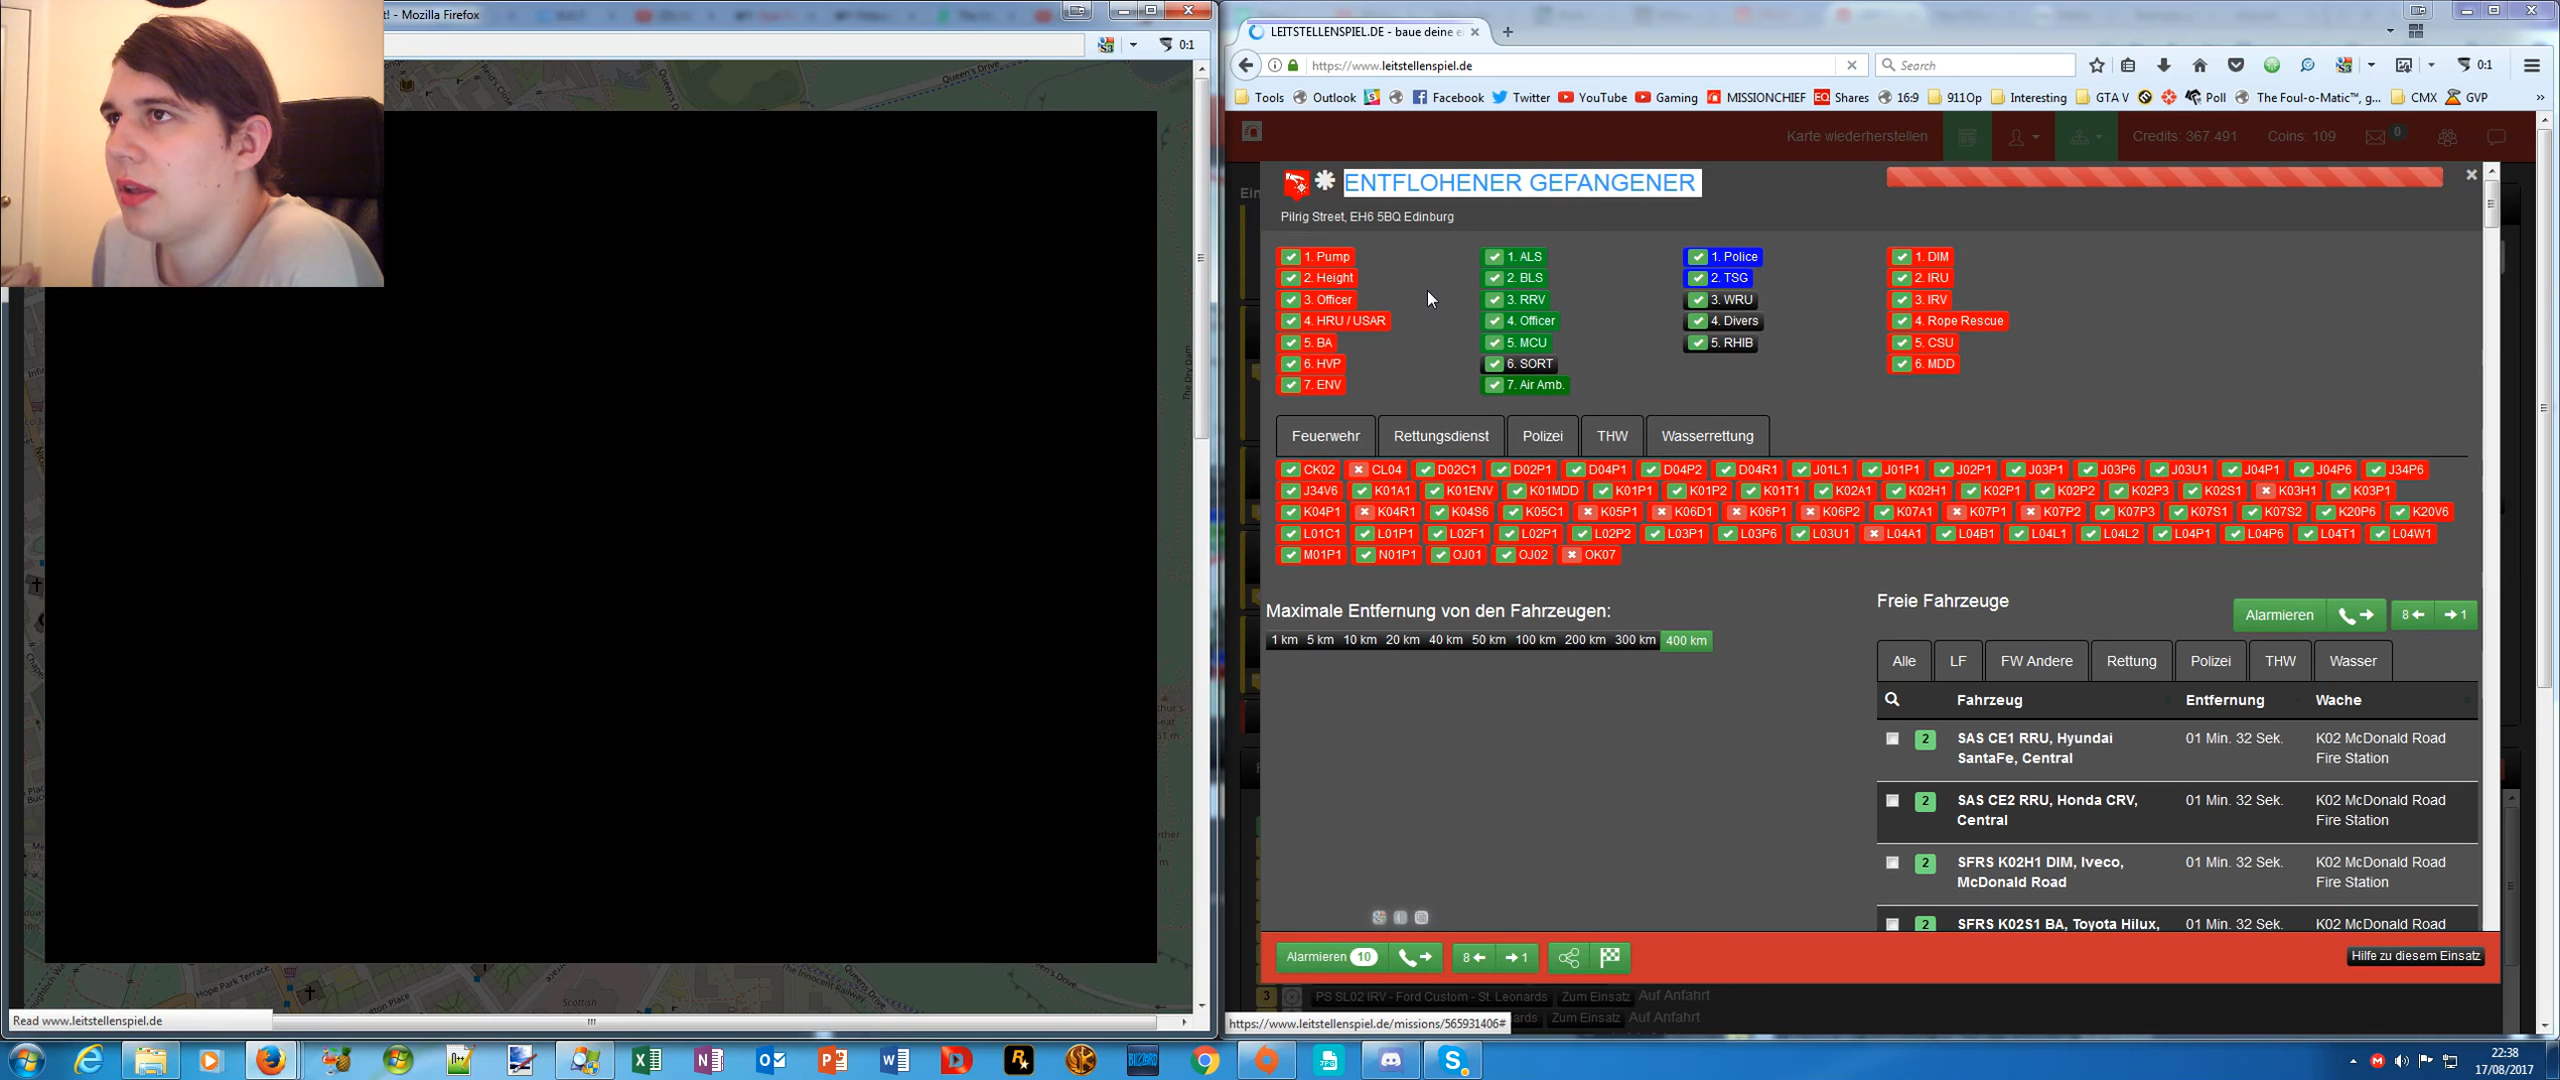 t! - Mozilla Firefox
0:1
Queen's Drive
Hope Park Terrace
The Innocent Railway
Scottish
Read www.leitstellenspiel.de
LEITSTELLENSPIEL.DE - baue deine e
https://www.leitstellenspiel.de
Search
0:1
Tools Outlook Facebook Twitter YouTube Gaming MISSIONCHIEF Shares 16:9 911Op Interesting GTA V Poll The Foul-o-Matic™, g... CMX GVP
Karte wiederherstellen
Credits: 367.491
Coins: 109
0
ENTFLOHENER GEFANGENER
Pilrig Street, EH6 5BQ Edinburg
1. Pump 1. ALS 1. Police 1. DIM
2. Height 2. BLS 2. TSG 2. IRU
3. Officer 3. RRV 3. WRU 3. IRV
4. HRU / USAR 4. Officer 4. Divers 4. Rope Rescue
5. BA 5. MCU 5. RHIB 5. CSU
6. HVP 6. SORT 6. MDD
7. ENV 7. Air Amb.
Feuerwehr Rettungsdienst Polizei THW Wasserrettung
CK02 CL04 D02C1 D02P1 D04P1 D04P2 D04R1 J01L1 J01P1 J02P1 J03P1 J03P6 J03U1 J04P1 J04P6 J34P6
J34V6 K01A1 K01ENV K01MDD K01P1 K01P2 K01T1 K02A1 K02H1 K02P1 K02P2 K02P3 K02S1 K03H1 K03P1
K04P1 K04R1 K04S6 K05C1 K05P1 K06D1 K06P1 K06P2 K07A1 K07P1 K07P2 K07P3 K07S1 K07S2 K20P6 K20V6
L01C1 L01P1 L02F1 L02P1 L02P2 L03P1 L03P6 L03U1 L04A1 L04B1 L04L1 L04L2 L04P1 L04P6 L04T1 L04W1
M01P1 N01P1 OJ01 OJ02 OK07
Maximale Entfernung von den Fahrzeugen:
1 km 5 km 10 km 20 km 40 km 50 km 100 km 200 km 300 km 400 km
Freie Fahrzeuge
Alarmieren 8 1
Alle LF FW Andere Rettung Polizei THW Wasser
Fahrzeug Entfernung Wache
2 SAS CE1 RRU, Hyundai SantaFe, Central 01 Min. 32 Sek. K02 McDonald Road Fire Station
2 SAS CE2 RRU, Honda CRV, Central 01 Min. 32 Sek. K02 McDonald Road Fire Station
2 SFRS K02H1 DIM, Iveco, McDonald Road 01 Min. 32 Sek. K02 McDonald Road Fire Station
2 SFRS K02S1 BA, Toyota Hilux, 01 Min. 32 Sek. K02 McDonald Road
Alarmieren 10 8 1
Hilfe zu diesem Einsatz
3 PS SL02 IRV - Ford Custom - St. Leonards Zum Einsatz Auf Anfahrt
ards Zum Einsatz Auf Anfahrt
https://www.leitstellenspiel.de/missions/565931406#
22:38
17/08/2017